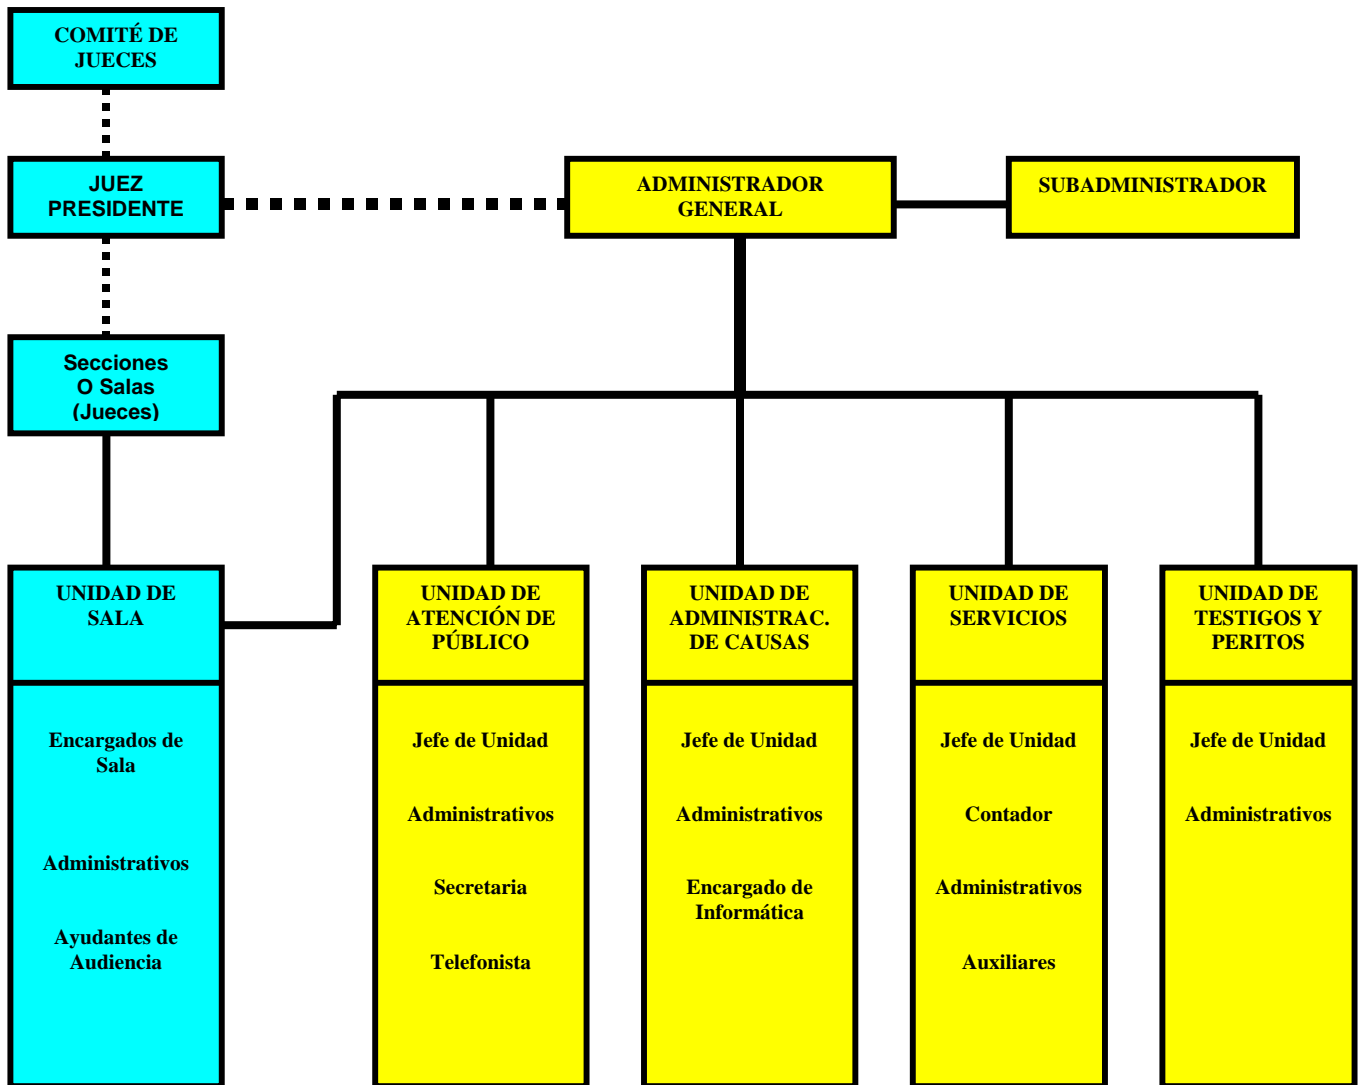 COMITÉ DE
JUECES
JUEZ
PRESIDENTE
ADMINISTRADOR
GENERAL
SUBADMINISTRADOR
Secciones
O Salas
(Jueces)
UNIDAD DE
SALA
Encargados de
Sala
Administrativos
Ayudantes de
Audiencia
UNIDAD DE
ATENCIÓN DE
PÚBLICO
Jefe de Unidad
Administrativos
Secretaria
Telefonista
UNIDAD DE
ADMINISTRAC.
DE CAUSAS
Jefe de Unidad
Administrativos
Encargado de
Informática
UNIDAD DE
SERVICIOS
Jefe de Unidad
Contador
Administrativos
Auxiliares
UNIDAD DE
TESTIGOS Y
PERITOS
Jefe de Unidad
Administrativos